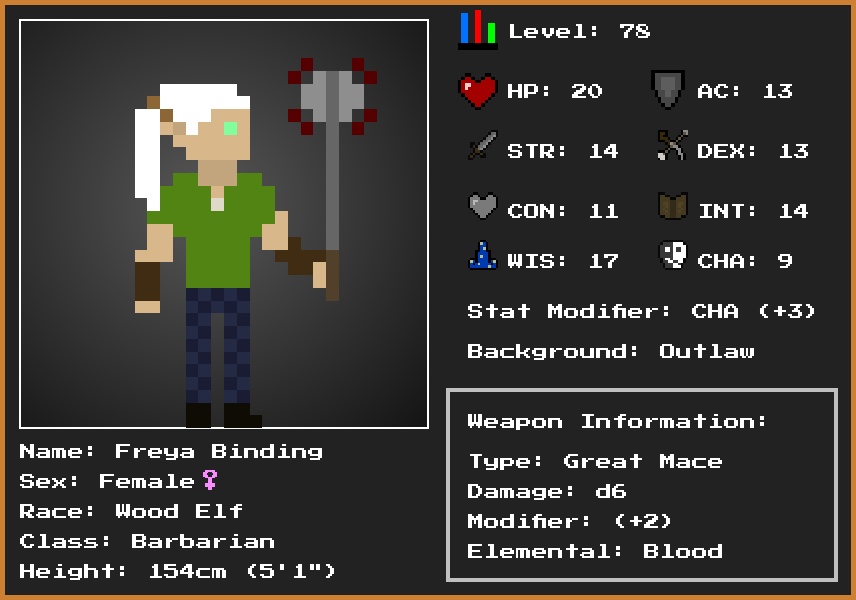 Level: 78
HP: 20 AC: 13
STR: 14 DEX: 13
CON: 11 INT: 14
WIS: 17 CHA: 9
Stat Modifier: CHA (+3)
Background: Outlaw
Weapon Information:
Type: Great Mace
Damage: d6
Modifier: (+2)
Elemental: Blood
Name: Freya Binding
Sex: Female♀
Race: Wood Elf
Class: Barbarian
Height: 154cm (5'1")